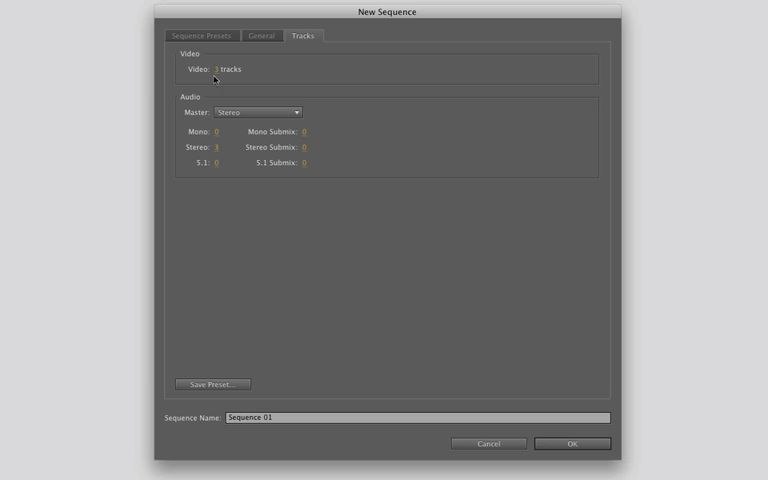 New Sequence
Sequence Presets General Tracks
Video
Video: 3 tracks
Audio
Master: Stereo
Mono: 0 Mono Submix: 0
Stereo: 3 Stereo Submix: 0
5.1: 0 5.1 Submix: 0
Save Preset...
Sequence Name: Sequence 01
Cancel OK